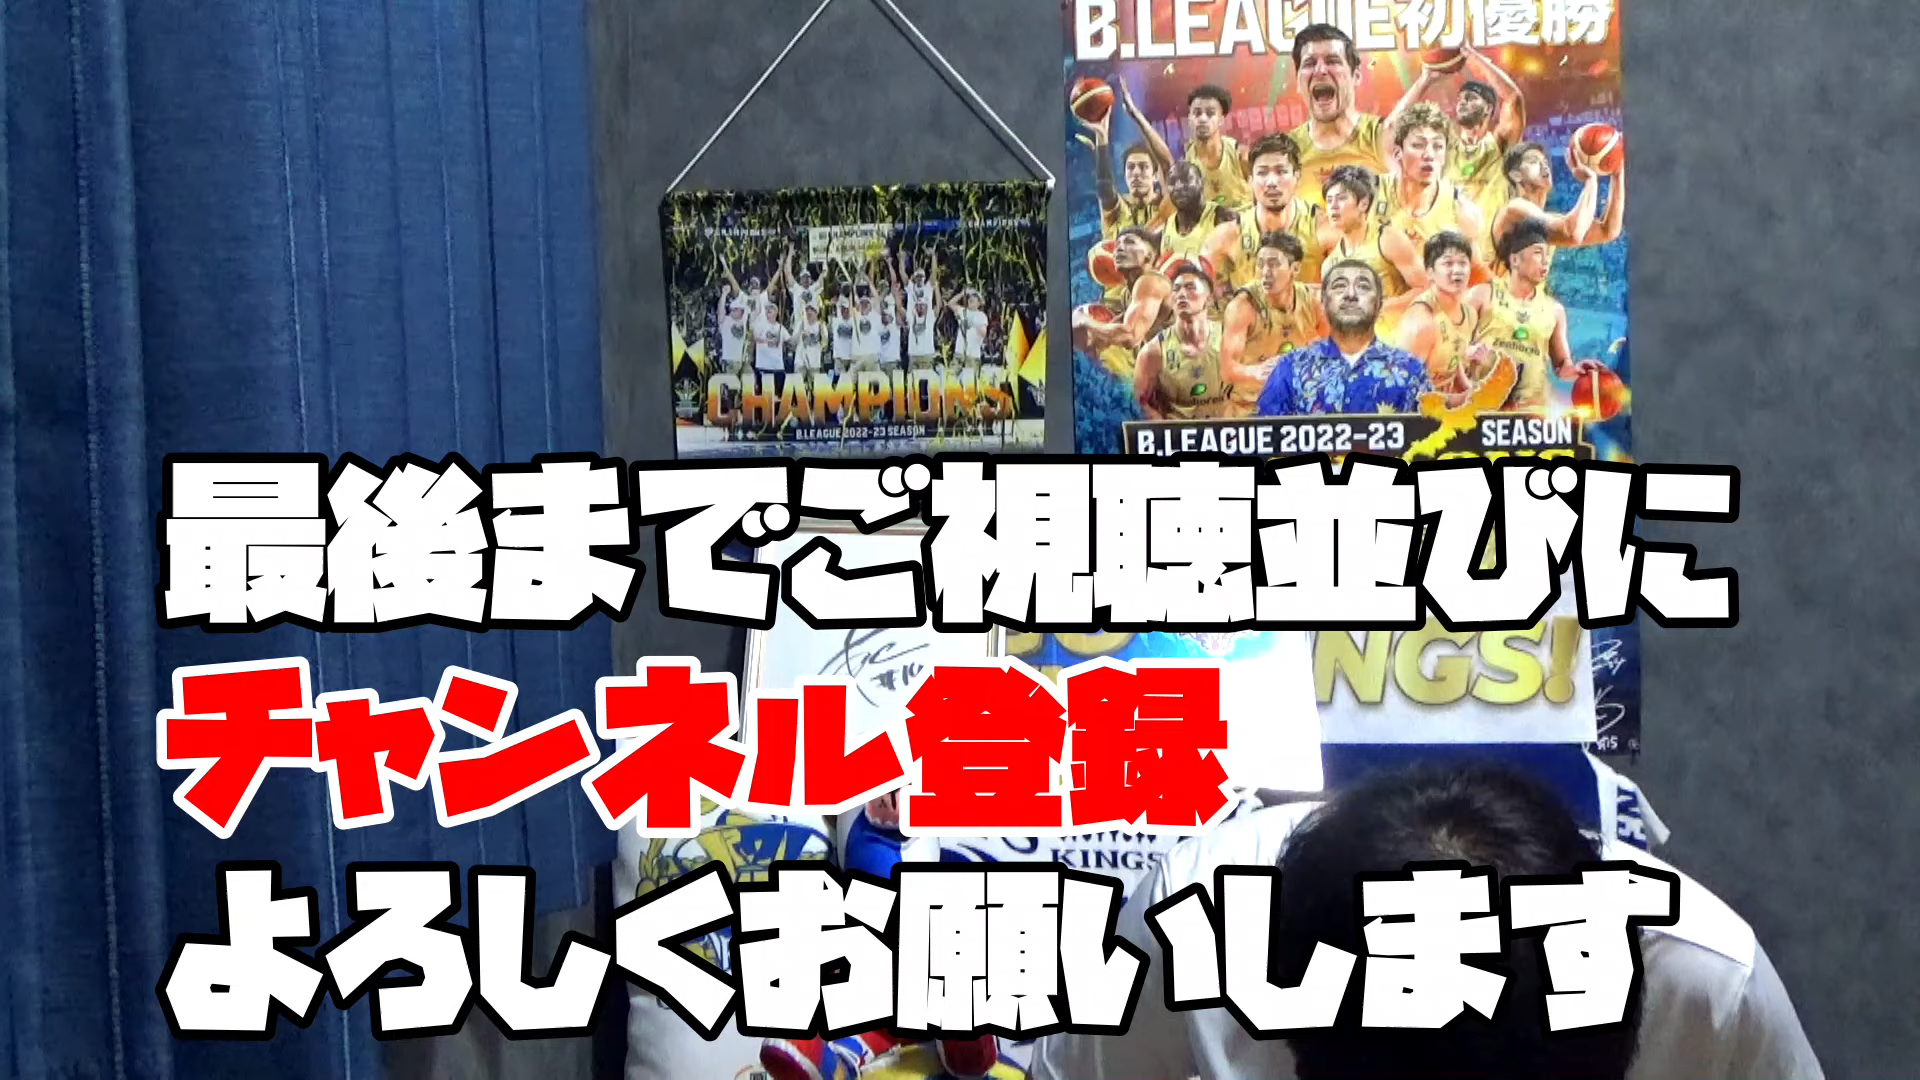 B.LEAGUE初優勝
CHAMPIONS
B.LEAGUE 2022-23 SEASON
B.LEAGUE 2022-23 SEASON
最後までご視聴並びに
NGS!
#10
チャンネル登録
KINGS
よろしくお願いします